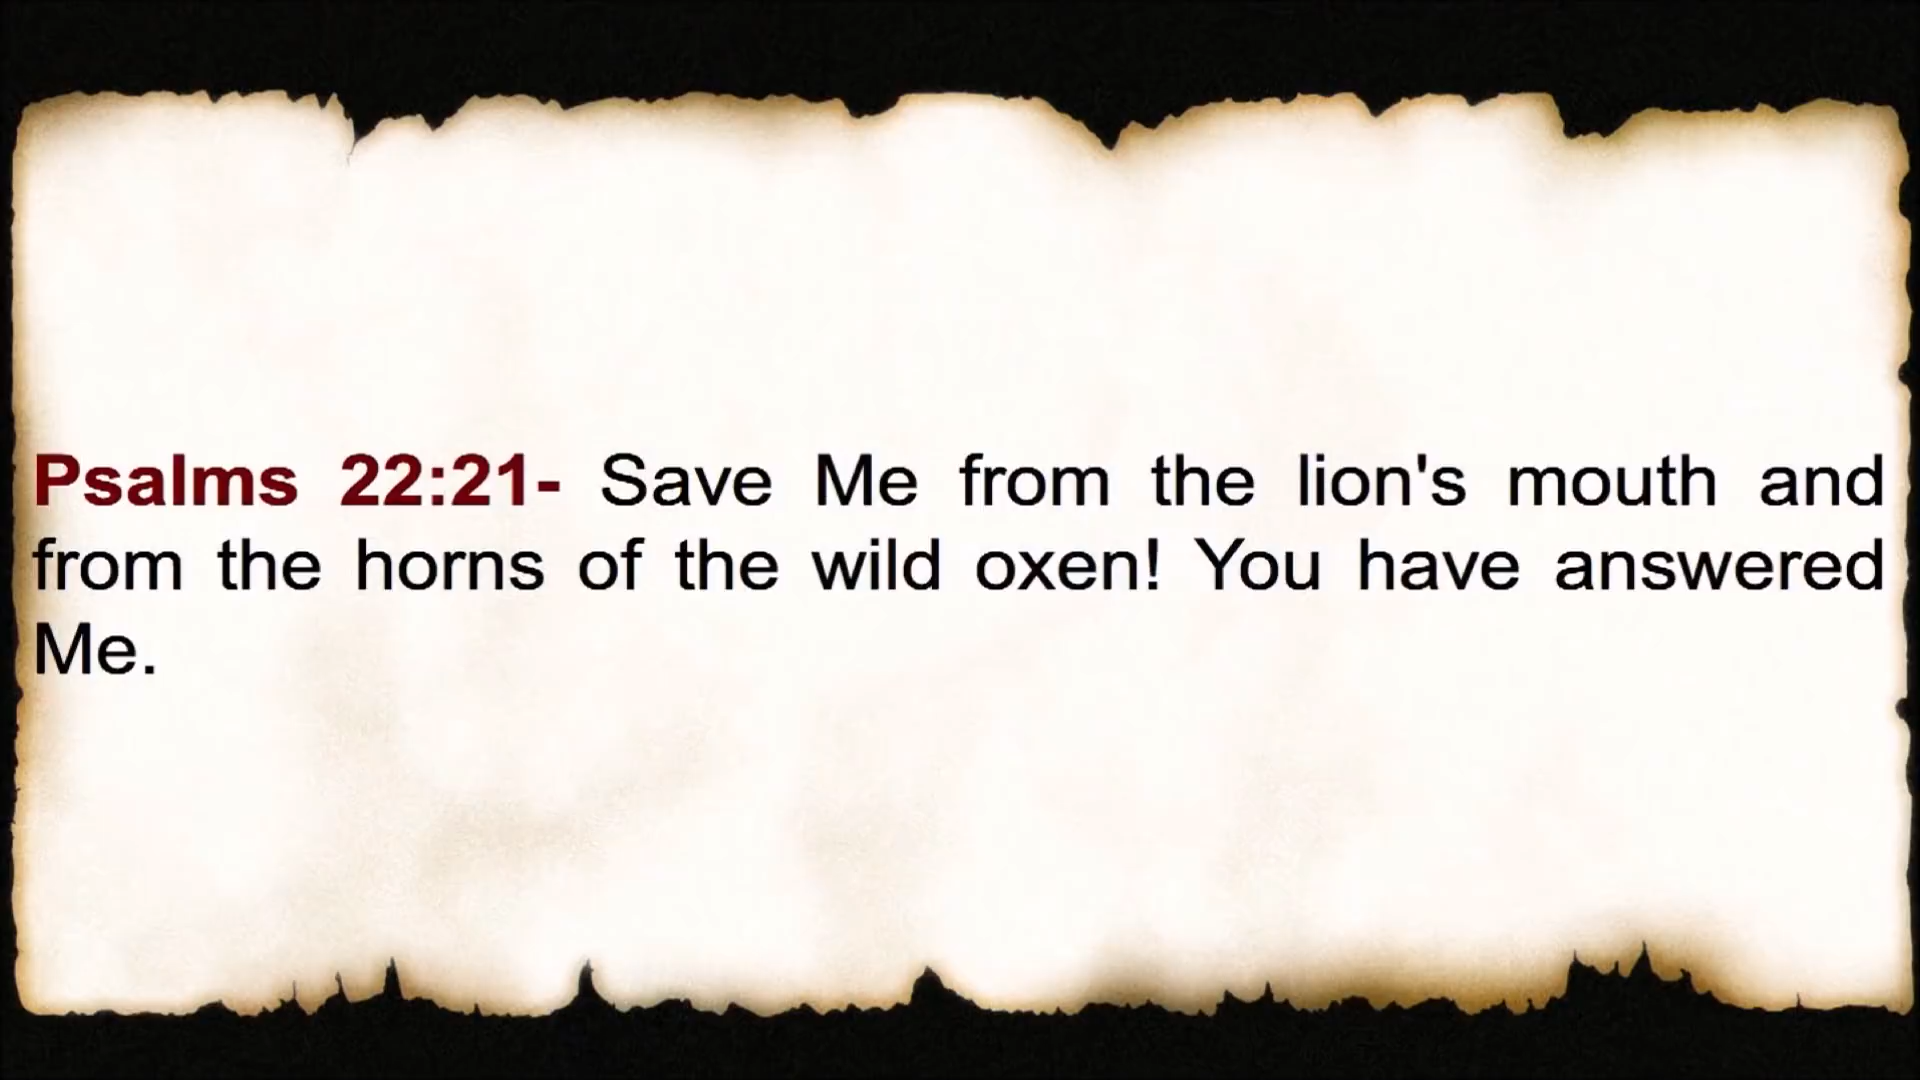 Psalms 22:21- Save Me from the lion's mouth and
from the horns of the wild oxen! You have answered
Me.